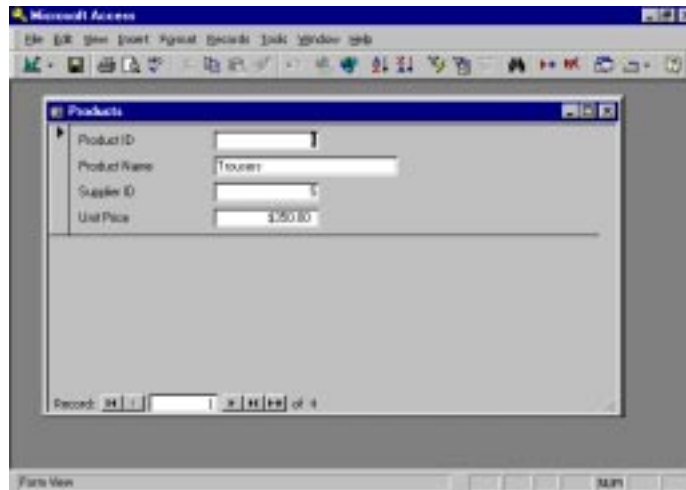 Microsoft Access
File Edit View Insert Format Records Tools Window Help
Products
Product ID
Product Name Trousers
Supplier ID 5
Unit Price $350.00
Record: 1 of 4
Form View NUM